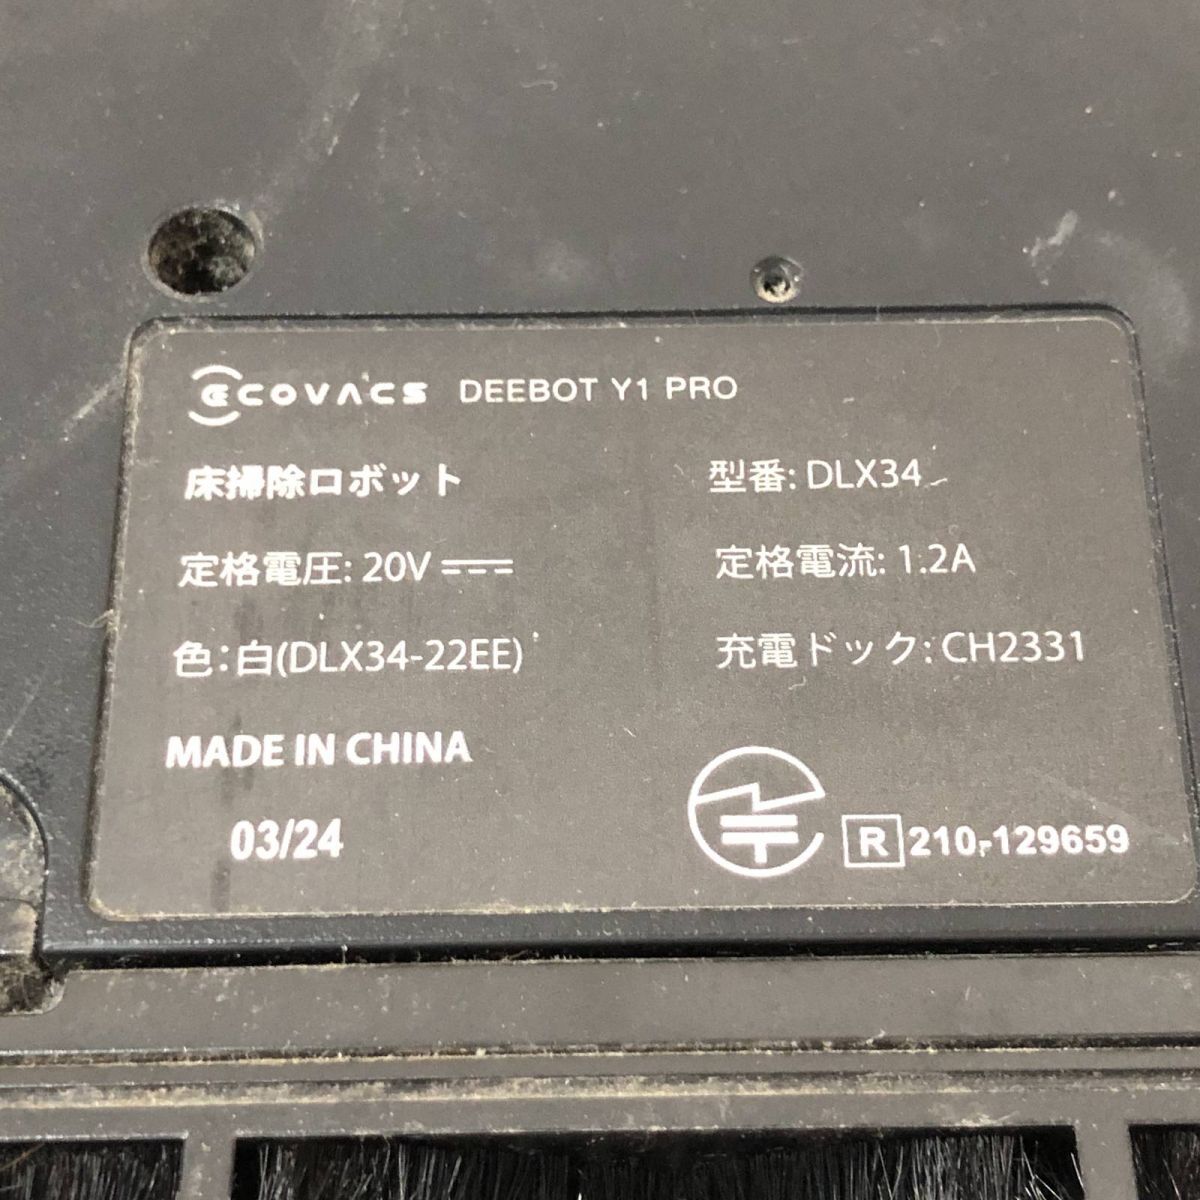 ECOVACS DEEBOT Y1 PRO
床掃除ロボット 型番: DLX34
定格電圧: 20V 定格電流: 1.2A
色:白(DLX34-22EE) 充電ドック: CH2331
MADE IN CHINA
03/24
R 210-129659